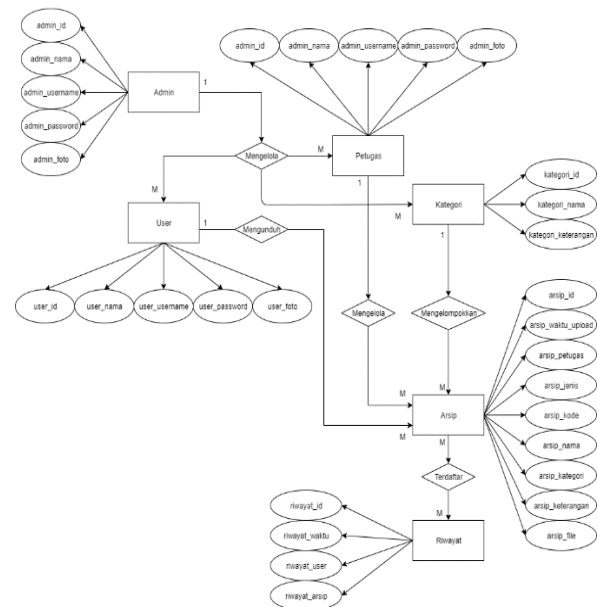 admin_id
admin_nama
admin_username
admin_password
admin_foto
Admin
1
admin_id
admin_nama
admin_username
admin_password
admin_foto
Mengelola
M
Petugas
1
M
User
1
Mengunduh
M
Kategori
1
kategori_id
kategori_nama
kategori_keterangan
user_id
user_nama
user_username
user_password
user_foto
Mengelola
Mengelompokkan
M
M
M
Arsip
M
arsip_id
arsip_waktu_upload
arsip_petugas
arsip_jenis
arsip_kode
arsip_nama
arsip_kategori
arsip_keterangan
arsip_file
Terdaftar
M
Riwayat
riwayat_id
riwayat_waktu
riwayat_user
riwayat_arsip